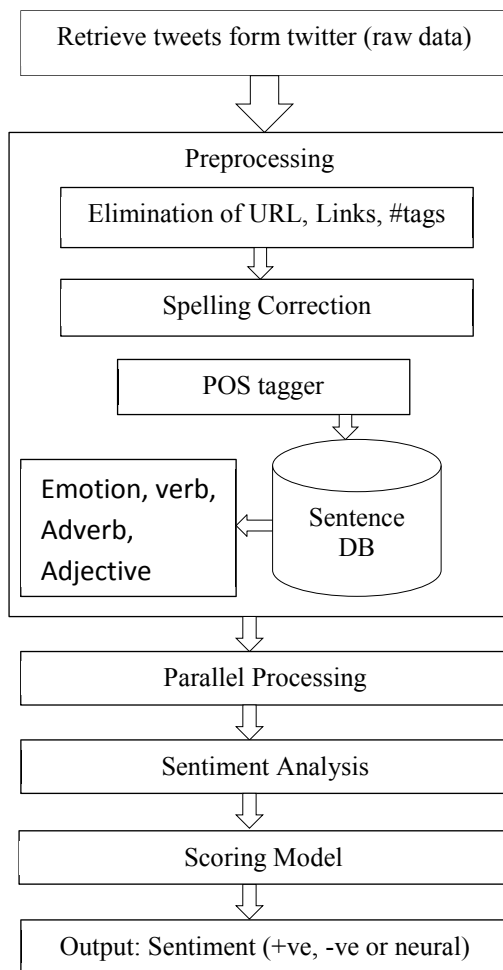 Retrieve tweets form twitter (raw data)
Preprocessing
Elimination of URL, Links, #tags
Spelling Correction
POS tagger
Emotion, verb,
Adverb,
Adjective
Sentence
DB
Parallel Processing
Sentiment Analysis
Scoring Model
Output: Sentiment (+ve, -ve or neural)